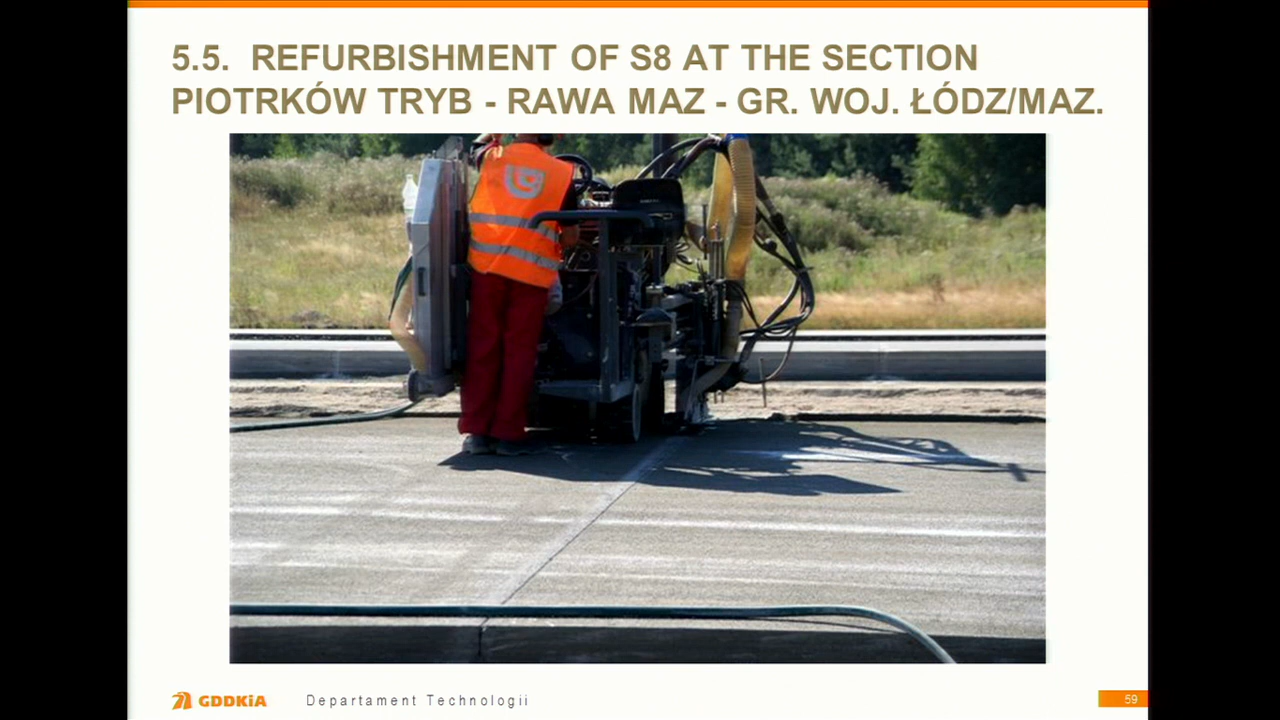 5.5. REFURBISHMENT OF S8 AT THE SECTION
PIOTRKÓW TRYB - RAWA MAZ - GR. WOJ. ŁÓDZ/MAZ.
GDDKiA Departament Technologii 59